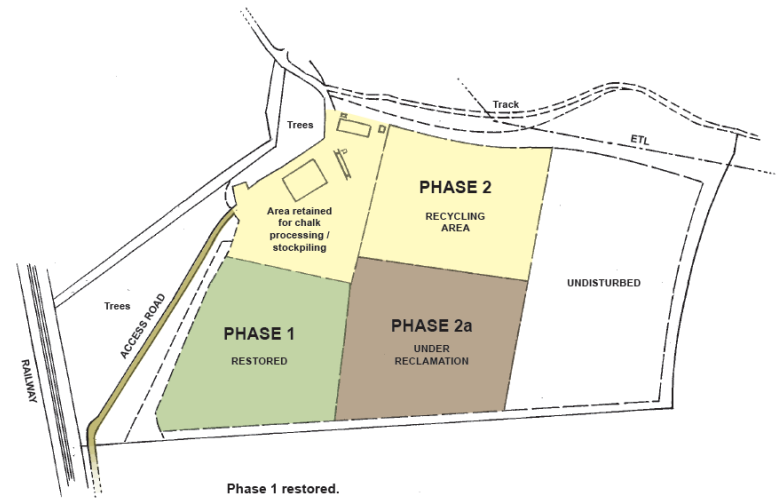 Track
Trees
ETL
PHASE 2
RECYCLING
AREA
Area retained
for chalk
processing /
stockpiling
UNDISTURBED
Trees
ACCESS ROAD
PHASE 1
RESTORED
PHASE 2a
UNDER
RECLAMATION
RAILWAY
Phase 1 restored.